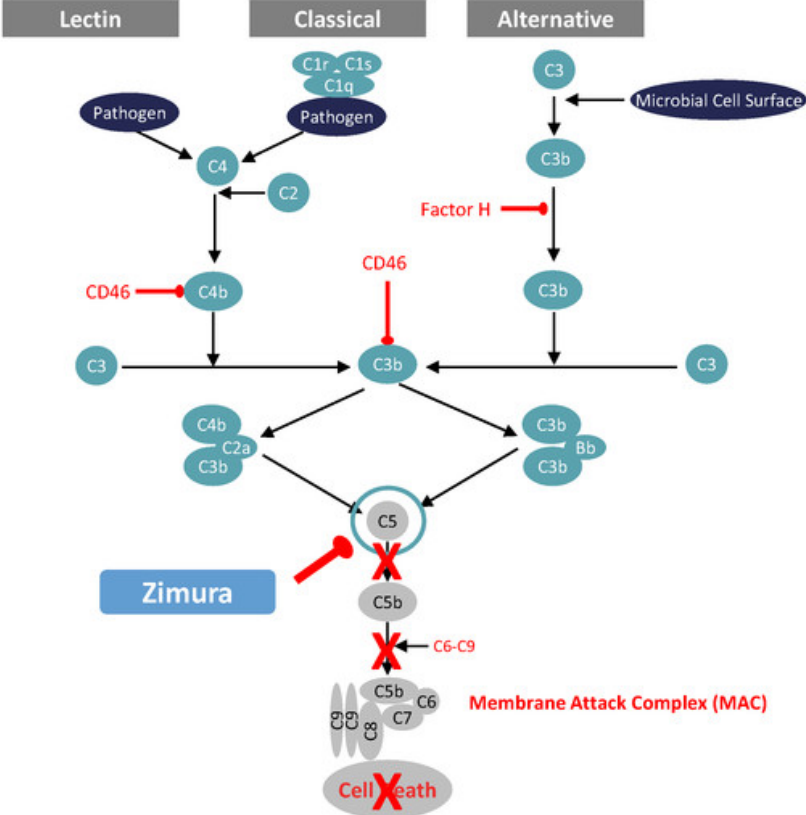 Lectin
Classical
Alternative
C1r
C1s
C1q
C3
Pathogen
Pathogen
Microbial Cell Surface
C4
C3b
C2
Factor H
CD46
CD46
C4b
C3b
C3
C3b
C3
C4b
C2a
C3b
C3b
Bb
C3b
C5
X
Zimura
C5b
X
C6-C9
C5b
C6
C9
C9
C8
C7
Membrane Attack Complex (MAC)
Cell X eath